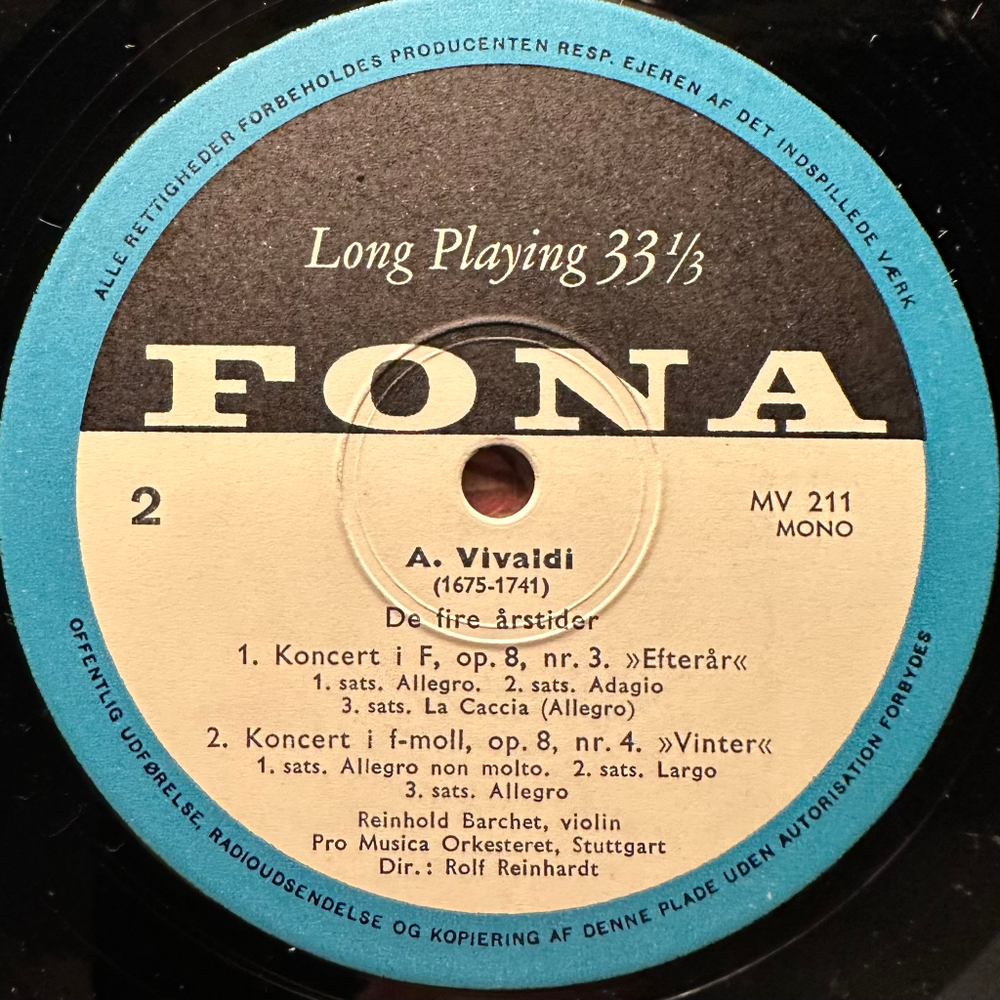 ALLE RETTIGHEDER FORBEHOLDES PRODUCENTEN RESP. EJEREN AF DET INDSPILLEDE VÆRK
Long Playing 33 1/3
FONA
2
MV 211
MONO
A. Vivaldi
(1675-1741)
De fire årstider
1. Koncert i F, op. 8, nr. 3. »Efterår«
1. sats. Allegro. 2. sats. Adagio
3. sats. La Caccia (Allegro)
2. Koncert i f-moll, op. 8, nr. 4. »Vinter«
1. sats. Allegro non molto. 2. sats. Largo
3. sats. Allegro
Reinhold Barchet, violin
Pro Musica Orkesteret, Stuttgart
Dir.: Rolf Reinhardt
OFFENTLIG UDFØRELSE, RADIOUDSENDELSE OG KOPIERING AF DENNE PLADE UDEN AUTORISATION FORBYDES